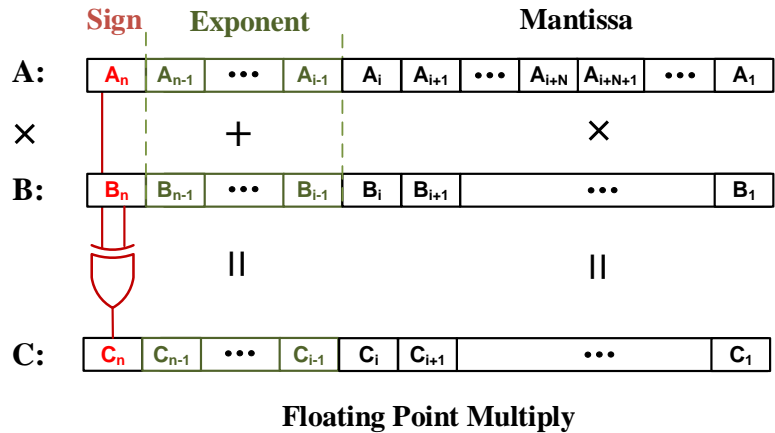 Sign Exponent Mantissa
A: Aₙ Aₙ₋₁ ••• Aᵢ₋₁ Aᵢ Aᵢ₊₁ ••• Aᵢ₊N Aᵢ₊N₊₁ ••• A₁
× + ×
B: Bₙ Bₙ₋₁ ••• Bᵢ₋₁ Bᵢ Bᵢ₊₁ ••• B₁
= =
C: Cₙ Cₙ₋₁ ••• Cᵢ₋₁ Cᵢ Cᵢ₊₁ ••• C₁
Floating Point Multiply